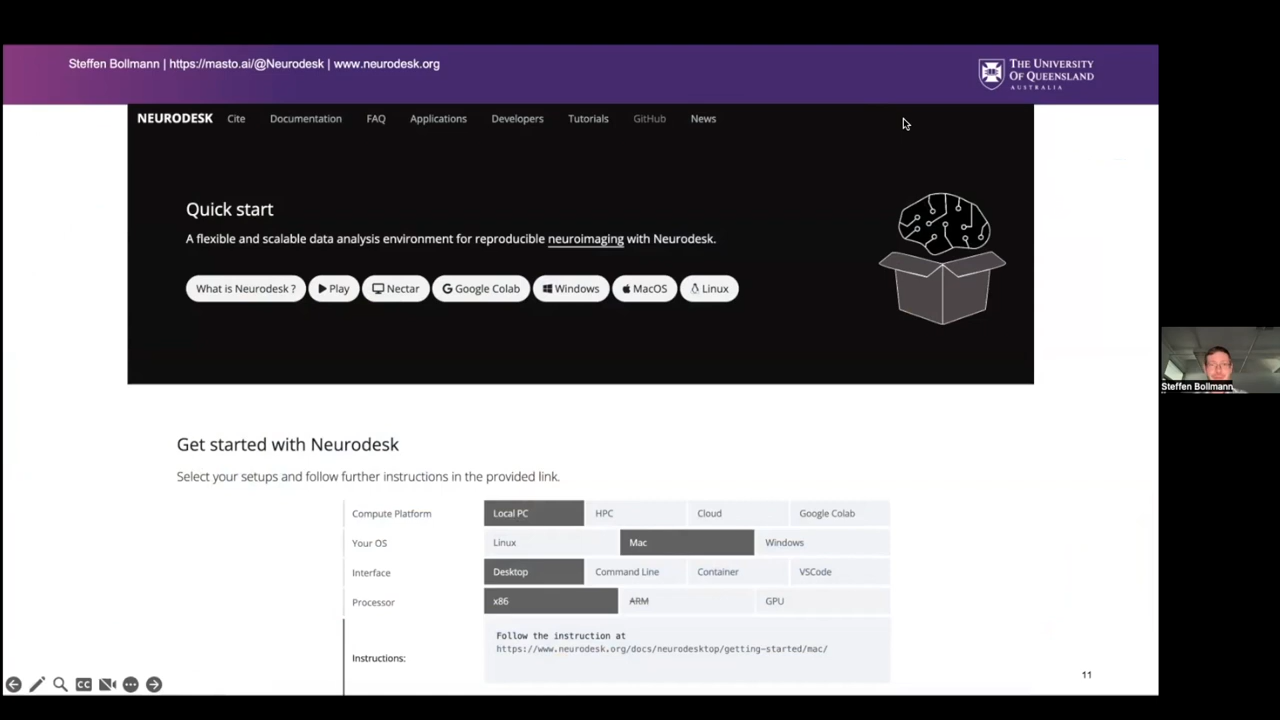 Steffen Bollmann | https://masto.ai/@Neurodesk | www.neurodesk.org
THE UNIVERSITY
OF QUEENSLAND
AUSTRALIA
NEURODESK Cite Documentation FAQ Applications Developers Tutorials GitHub News
Quick start
A flexible and scalable data analysis environment for reproducible neuroimaging with Neurodesk.
What is Neurodesk ? Play Nectar Google Colab Windows MacOS Linux
Steffen Bollmann
Get started with Neurodesk
Select your setups and follow further instructions in the provided link.
Compute Platform Local PC HPC Cloud Google Colab
Your OS Linux Mac Windows
Interface Desktop Command Line Container VSCode
Processor x86 ARM GPU
Instructions: Follow the instruction at
https://www.neurodesk.org/docs/neurodesktop/getting-started/mac/
11
CC